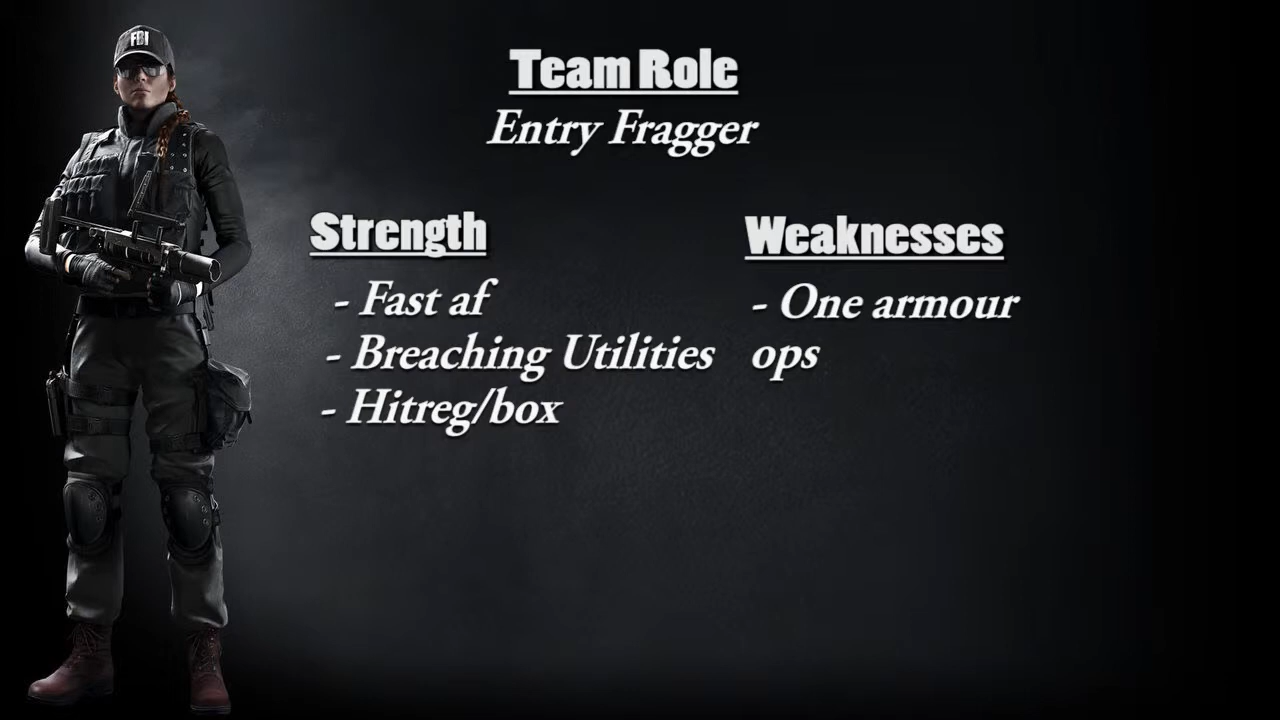 FBI
Team Role
Entry Fragger
Strength
- Fast af
- Breaching Utilities
- Hitreg/box
Weaknesses
- One armour
ops